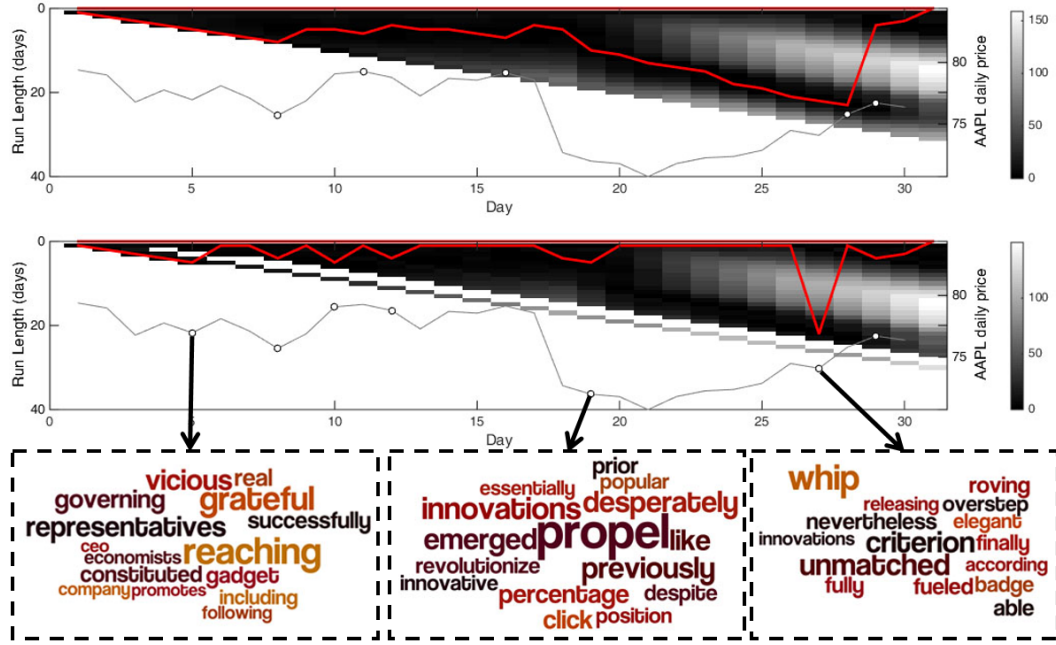 0
20
40
Run Length (days)
0 5 10 15 20 25 30
Day
80
75
AAPL daily price
150
100
50
0
0
20
40
Run Length (days)
0 10 15 20 25 30
Day
80
75
AAPL daily price
100
0
vicious real
governing grateful
representatives successfully
ceo
economists reaching
constituted gadget
company promotes including
following
prior
essentially popular
innovations desperately
emerged propel like
revolutionize previously
innovative
percentage despite
click position
whip roving
releasing overstep
nevertheless elegant
innovations criterion finally
unmatched according
fully fueled badge
able